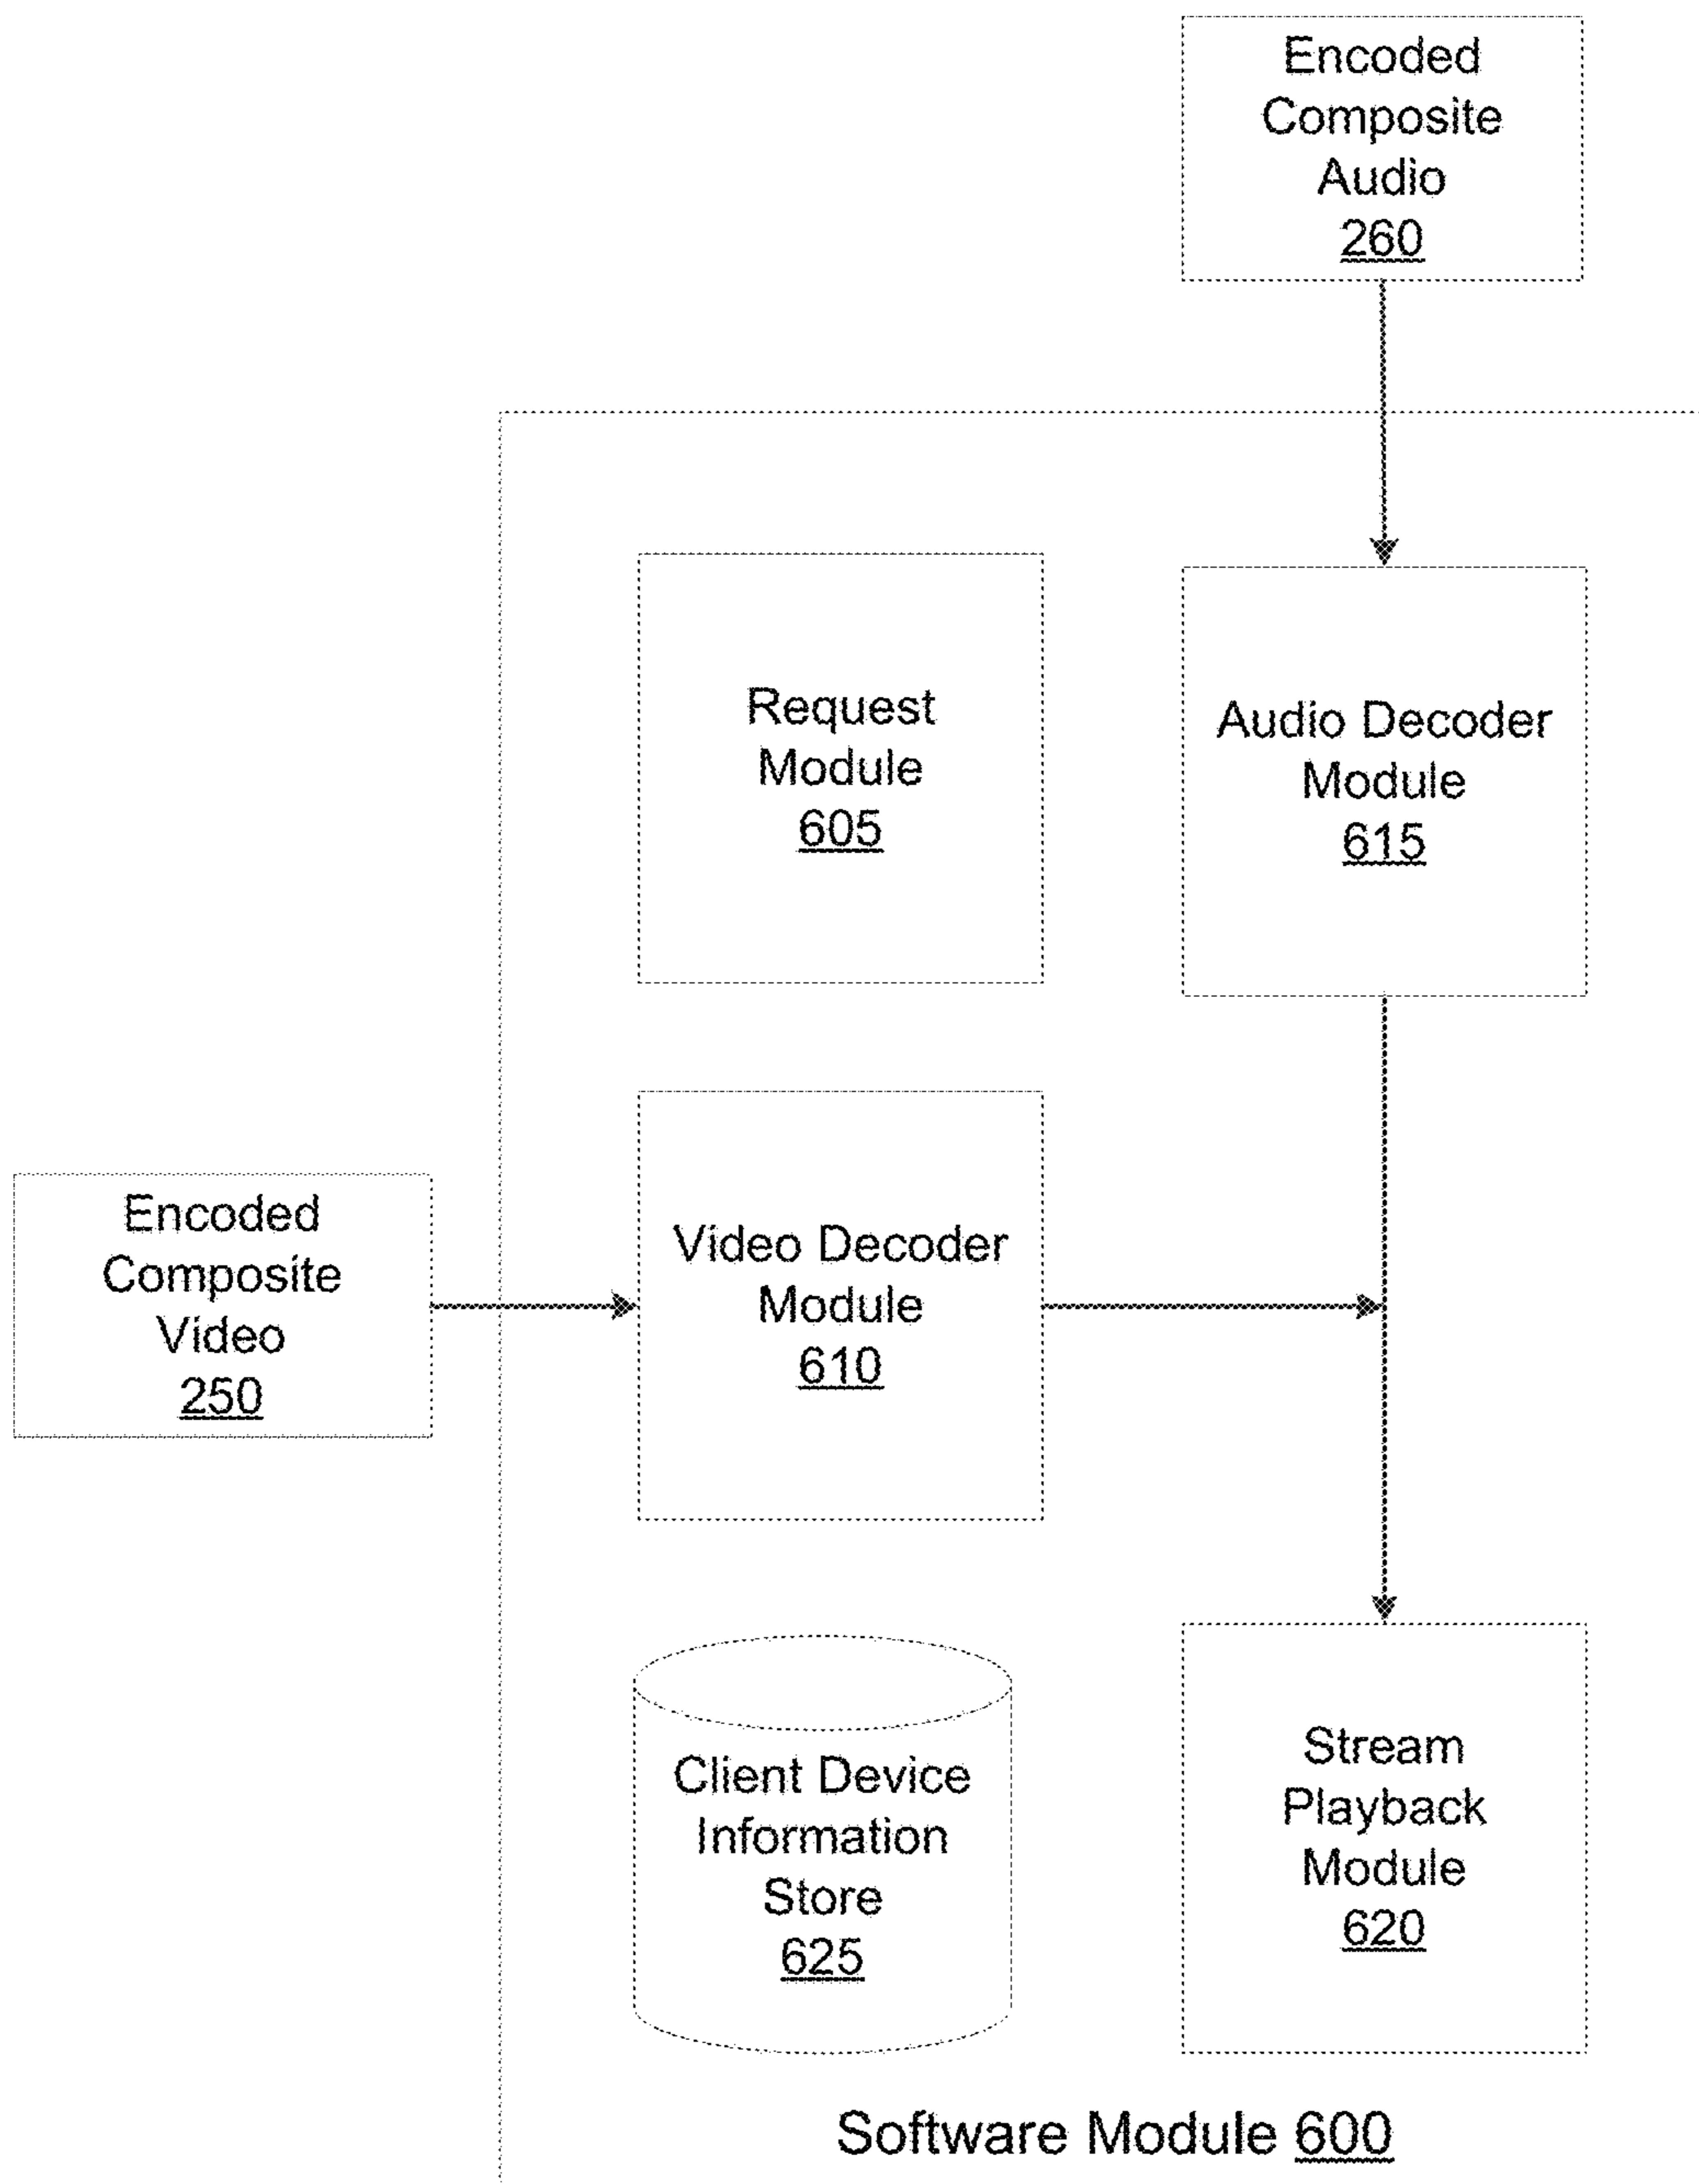 Encoded
Composite
Audio
260
Request
Module
605
Audio Decoder
Module
615
Encoded
Composite
Video
250
Video Decoder
Module
610
Client Device
Information
Store
625
Stream
Playback
Module
620
Software Module 600